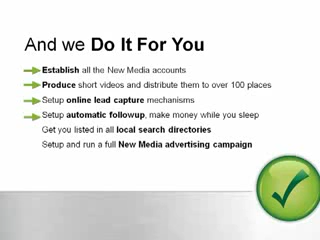 And we Do It For You
Establish all the New Media accounts
Produce short videos and distribute them to over 100 places
Setup online lead capture mechanisms
Setup automatic followup, make money while you sleep
Get you listed in all local search directories
Setup and run a full New Media advertising campaign